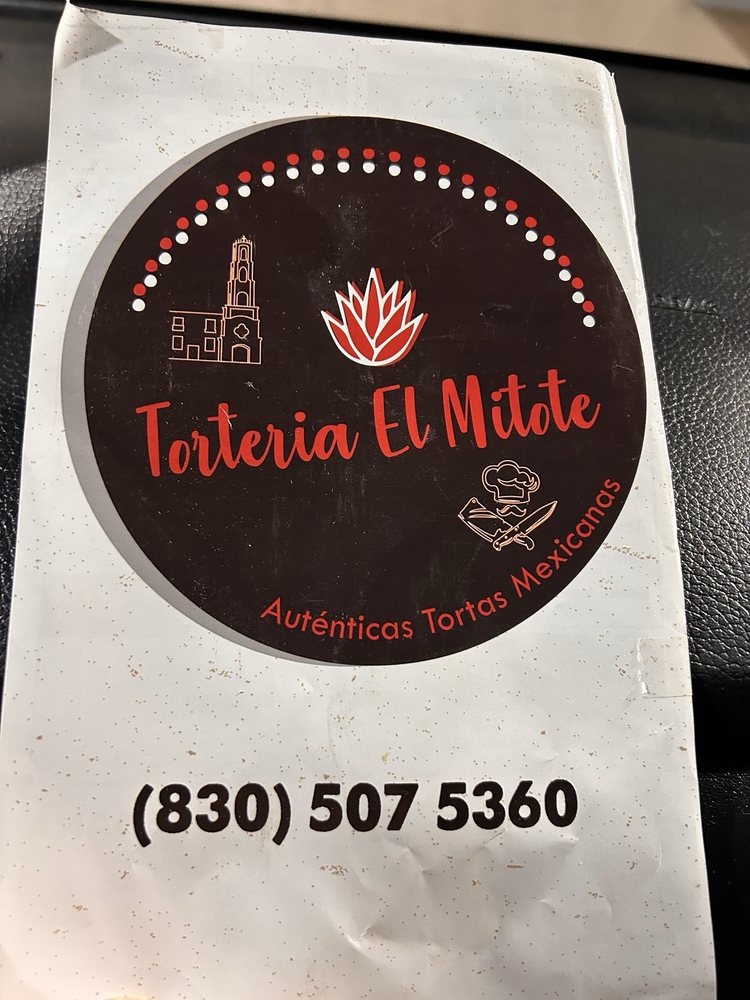 Torteria El Mitote
Auténticas Tortas Mexicanas
(830) 507 5360